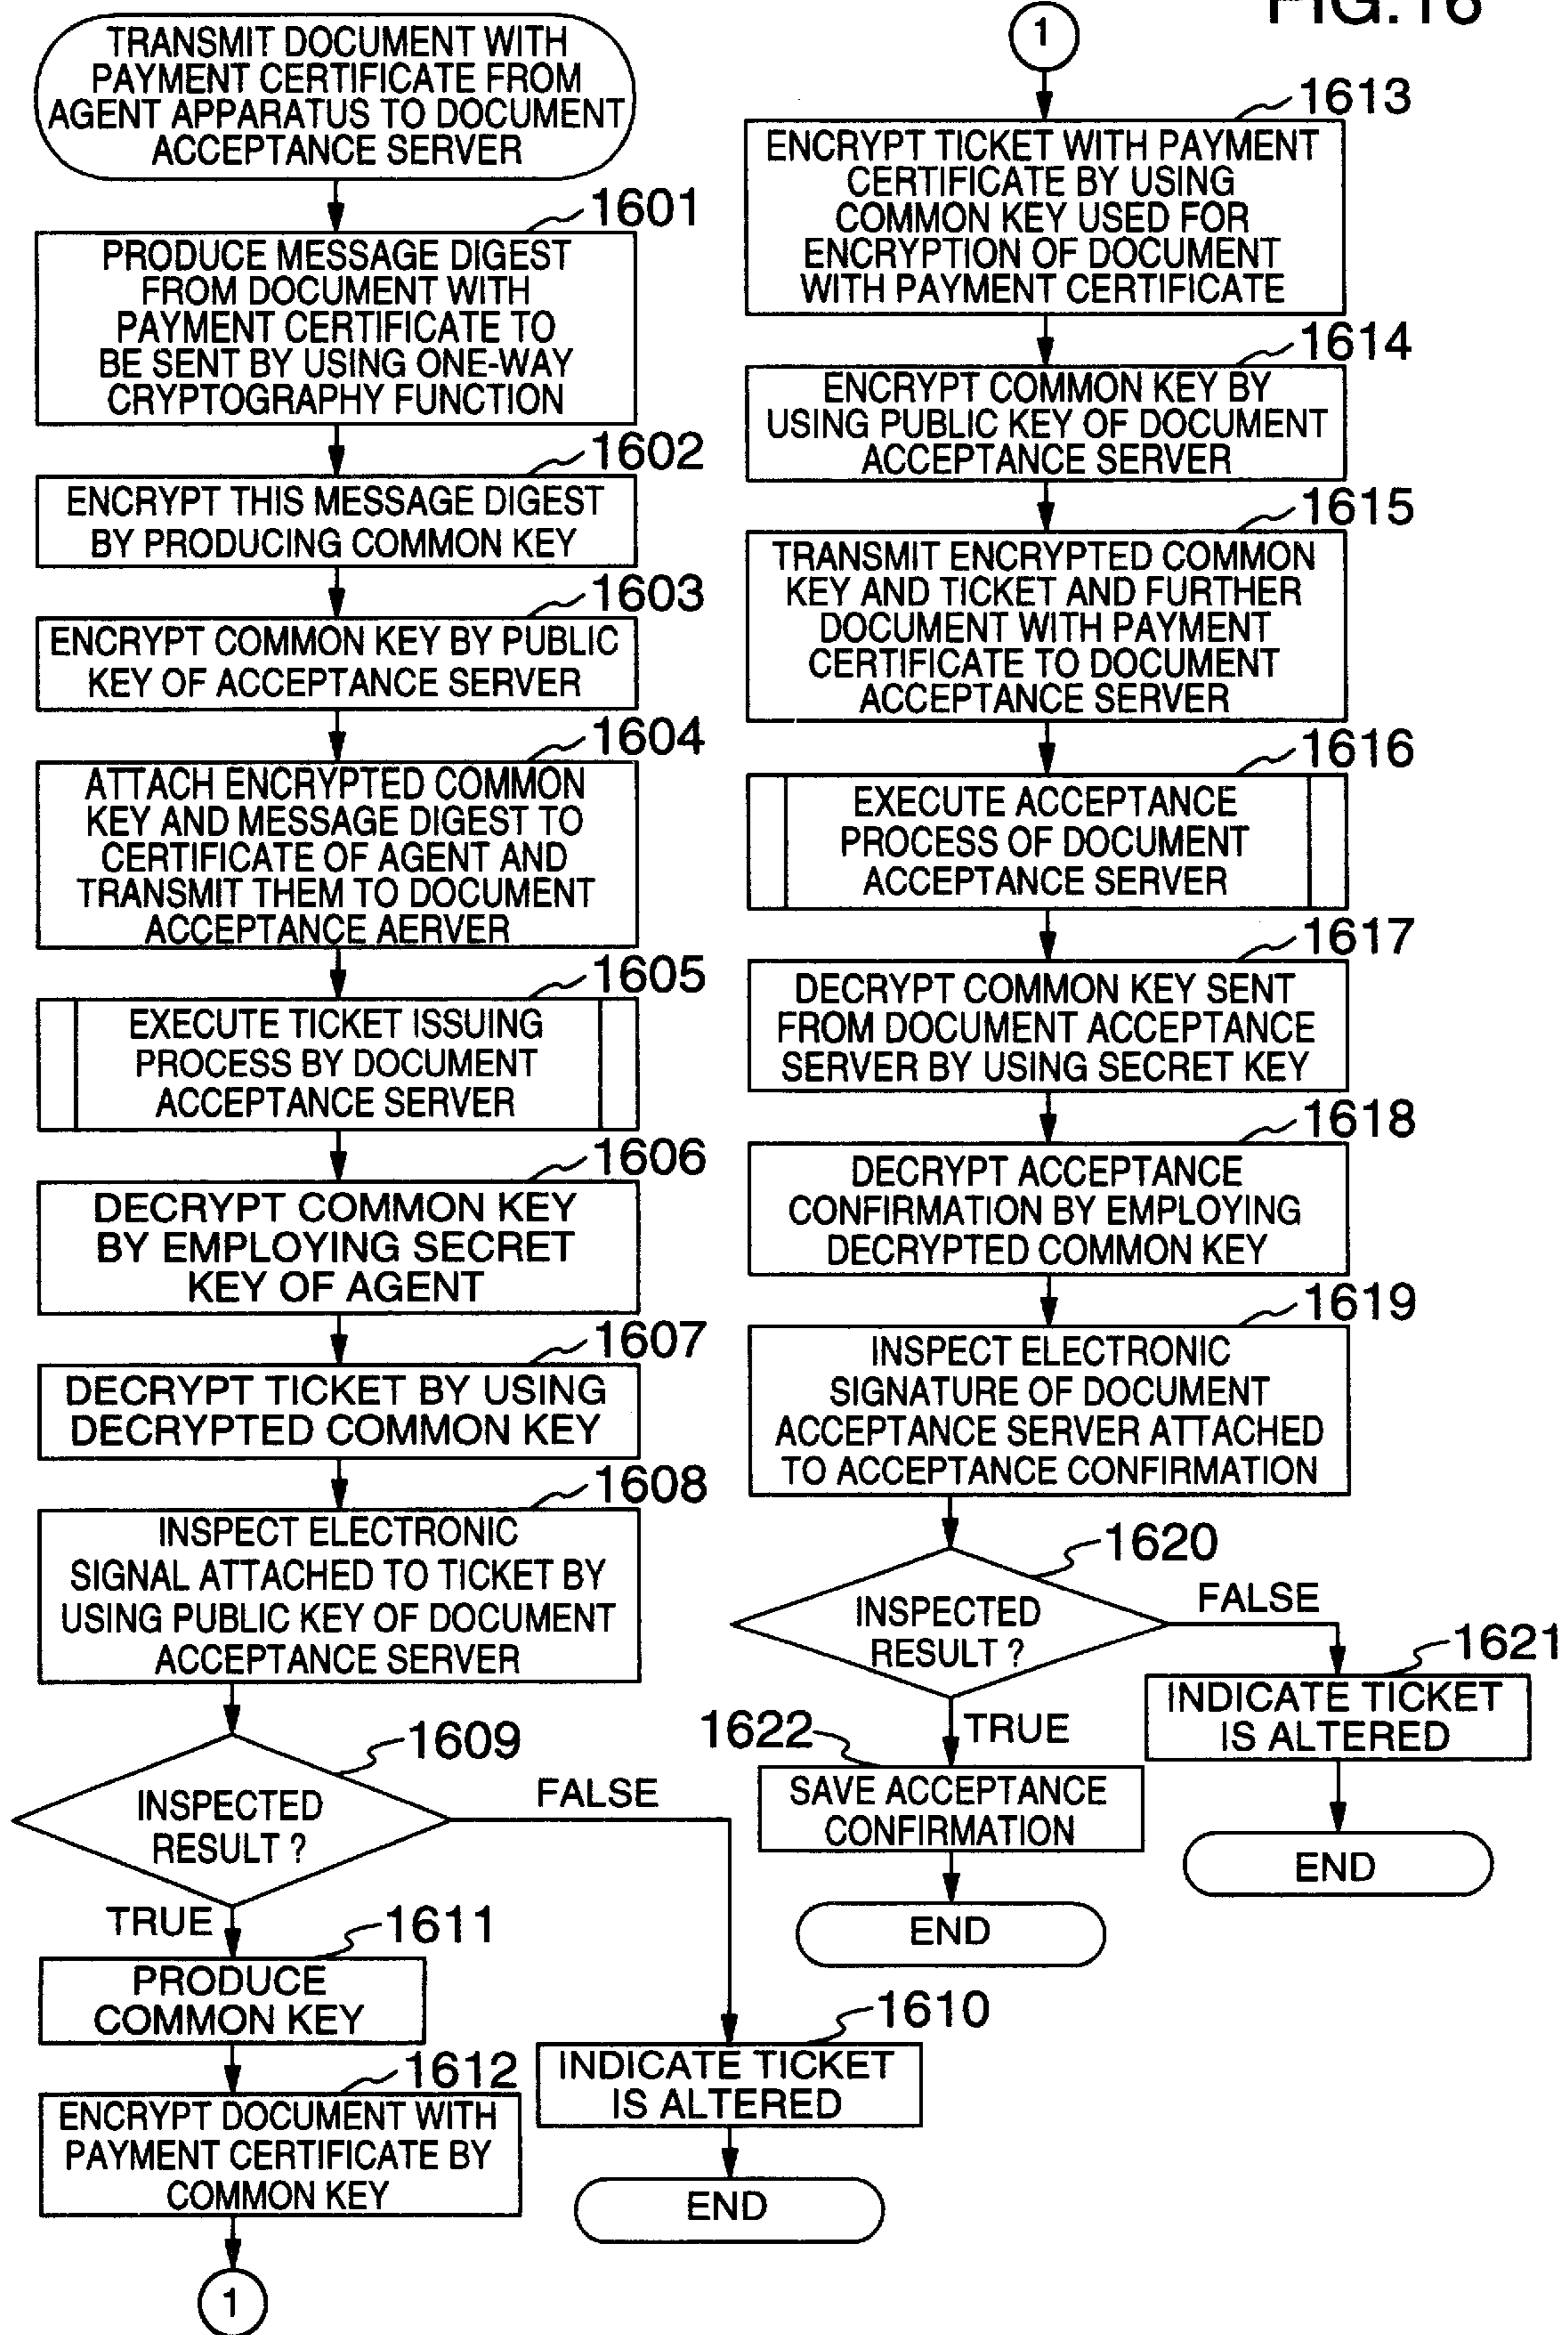 FIG.16
TRANSMIT DOCUMENT WITH
PAYMENT CERTIFICATE FROM
AGENT APPARATUS TO DOCUMENT
ACCEPTANCE SERVER
1601
PRODUCE MESSAGE DIGEST
FROM DOCUMENT WITH
PAYMENT CERTIFICATE TO
BE SENT BY USING ONE-WAY
CRYPTOGRAPHY FUNCTION
1602
ENCRYPT THIS MESSAGE DIGEST
BY PRODUCING COMMON KEY
1603
ENCRYPT COMMON KEY BY PUBLIC
KEY OF ACCEPTANCE SERVER
1604
ATTACH ENCRYPTED COMMON
KEY AND MESSAGE DIGEST TO
CERTIFICATE OF AGENT AND
TRANSMIT THEM TO DOCUMENT
ACCEPTANCE AERVER
1605
EXECUTE TICKET ISSUING
PROCESS BY DOCUMENT
ACCEPTANCE SERVER
1606
DECRYPT COMMON KEY
BY EMPLOYING SECRET
KEY OF AGENT
1607
DECRYPT TICKET BY USING
DECRYPTED COMMON KEY
1608
INSPECT ELECTRONIC
SIGNAL ATTACHED TO TICKET BY
USING PUBLIC KEY OF DOCUMENT
ACCEPTANCE SERVER
1609
INSPECTED
RESULT ?
FALSE
TRUE
1611
PRODUCE
COMMON KEY
1610
INDICATE TICKET
IS ALTERED
END
1612
ENCRYPT DOCUMENT WITH
PAYMENT CERTIFICATE BY
COMMON KEY
1
1
1613
ENCRYPT TICKET WITH PAYMENT
CERTIFICATE BY USING
COMMON KEY USED FOR
ENCRYPTION OF DOCUMENT
WITH PAYMENT CERTIFICATE
1614
ENCRYPT COMMON KEY BY
USING PUBLIC KEY OF DOCUMENT
ACCEPTANCE SERVER
1615
TRANSMIT ENCRYPTED COMMON
KEY AND TICKET AND FURTHER
DOCUMENT WITH PAYMENT
CERTIFICATE TO DOCUMENT
ACCEPTANCE SERVER
1616
EXECUTE ACCEPTANCE
PROCESS OF DOCUMENT
ACCEPTANCE SERVER
1617
DECRYPT COMMON KEY SENT
FROM DOCUMENT ACCEPTANCE
SERVER BY USING SECRET KEY
1618
DECRYPT ACCEPTANCE
CONFIRMATION BY EMPLOYING
DECRYPTED COMMON KEY
1619
INSPECT ELECTRONIC
SIGNATURE OF DOCUMENT
ACCEPTANCE SERVER ATTACHED
TO ACCEPTANCE CONFIRMATION
1620
INSPECTED
RESULT ?
FALSE
1621
INDICATE TICKET
IS ALTERED
END
TRUE
1622
SAVE ACCEPTANCE
CONFIRMATION
END